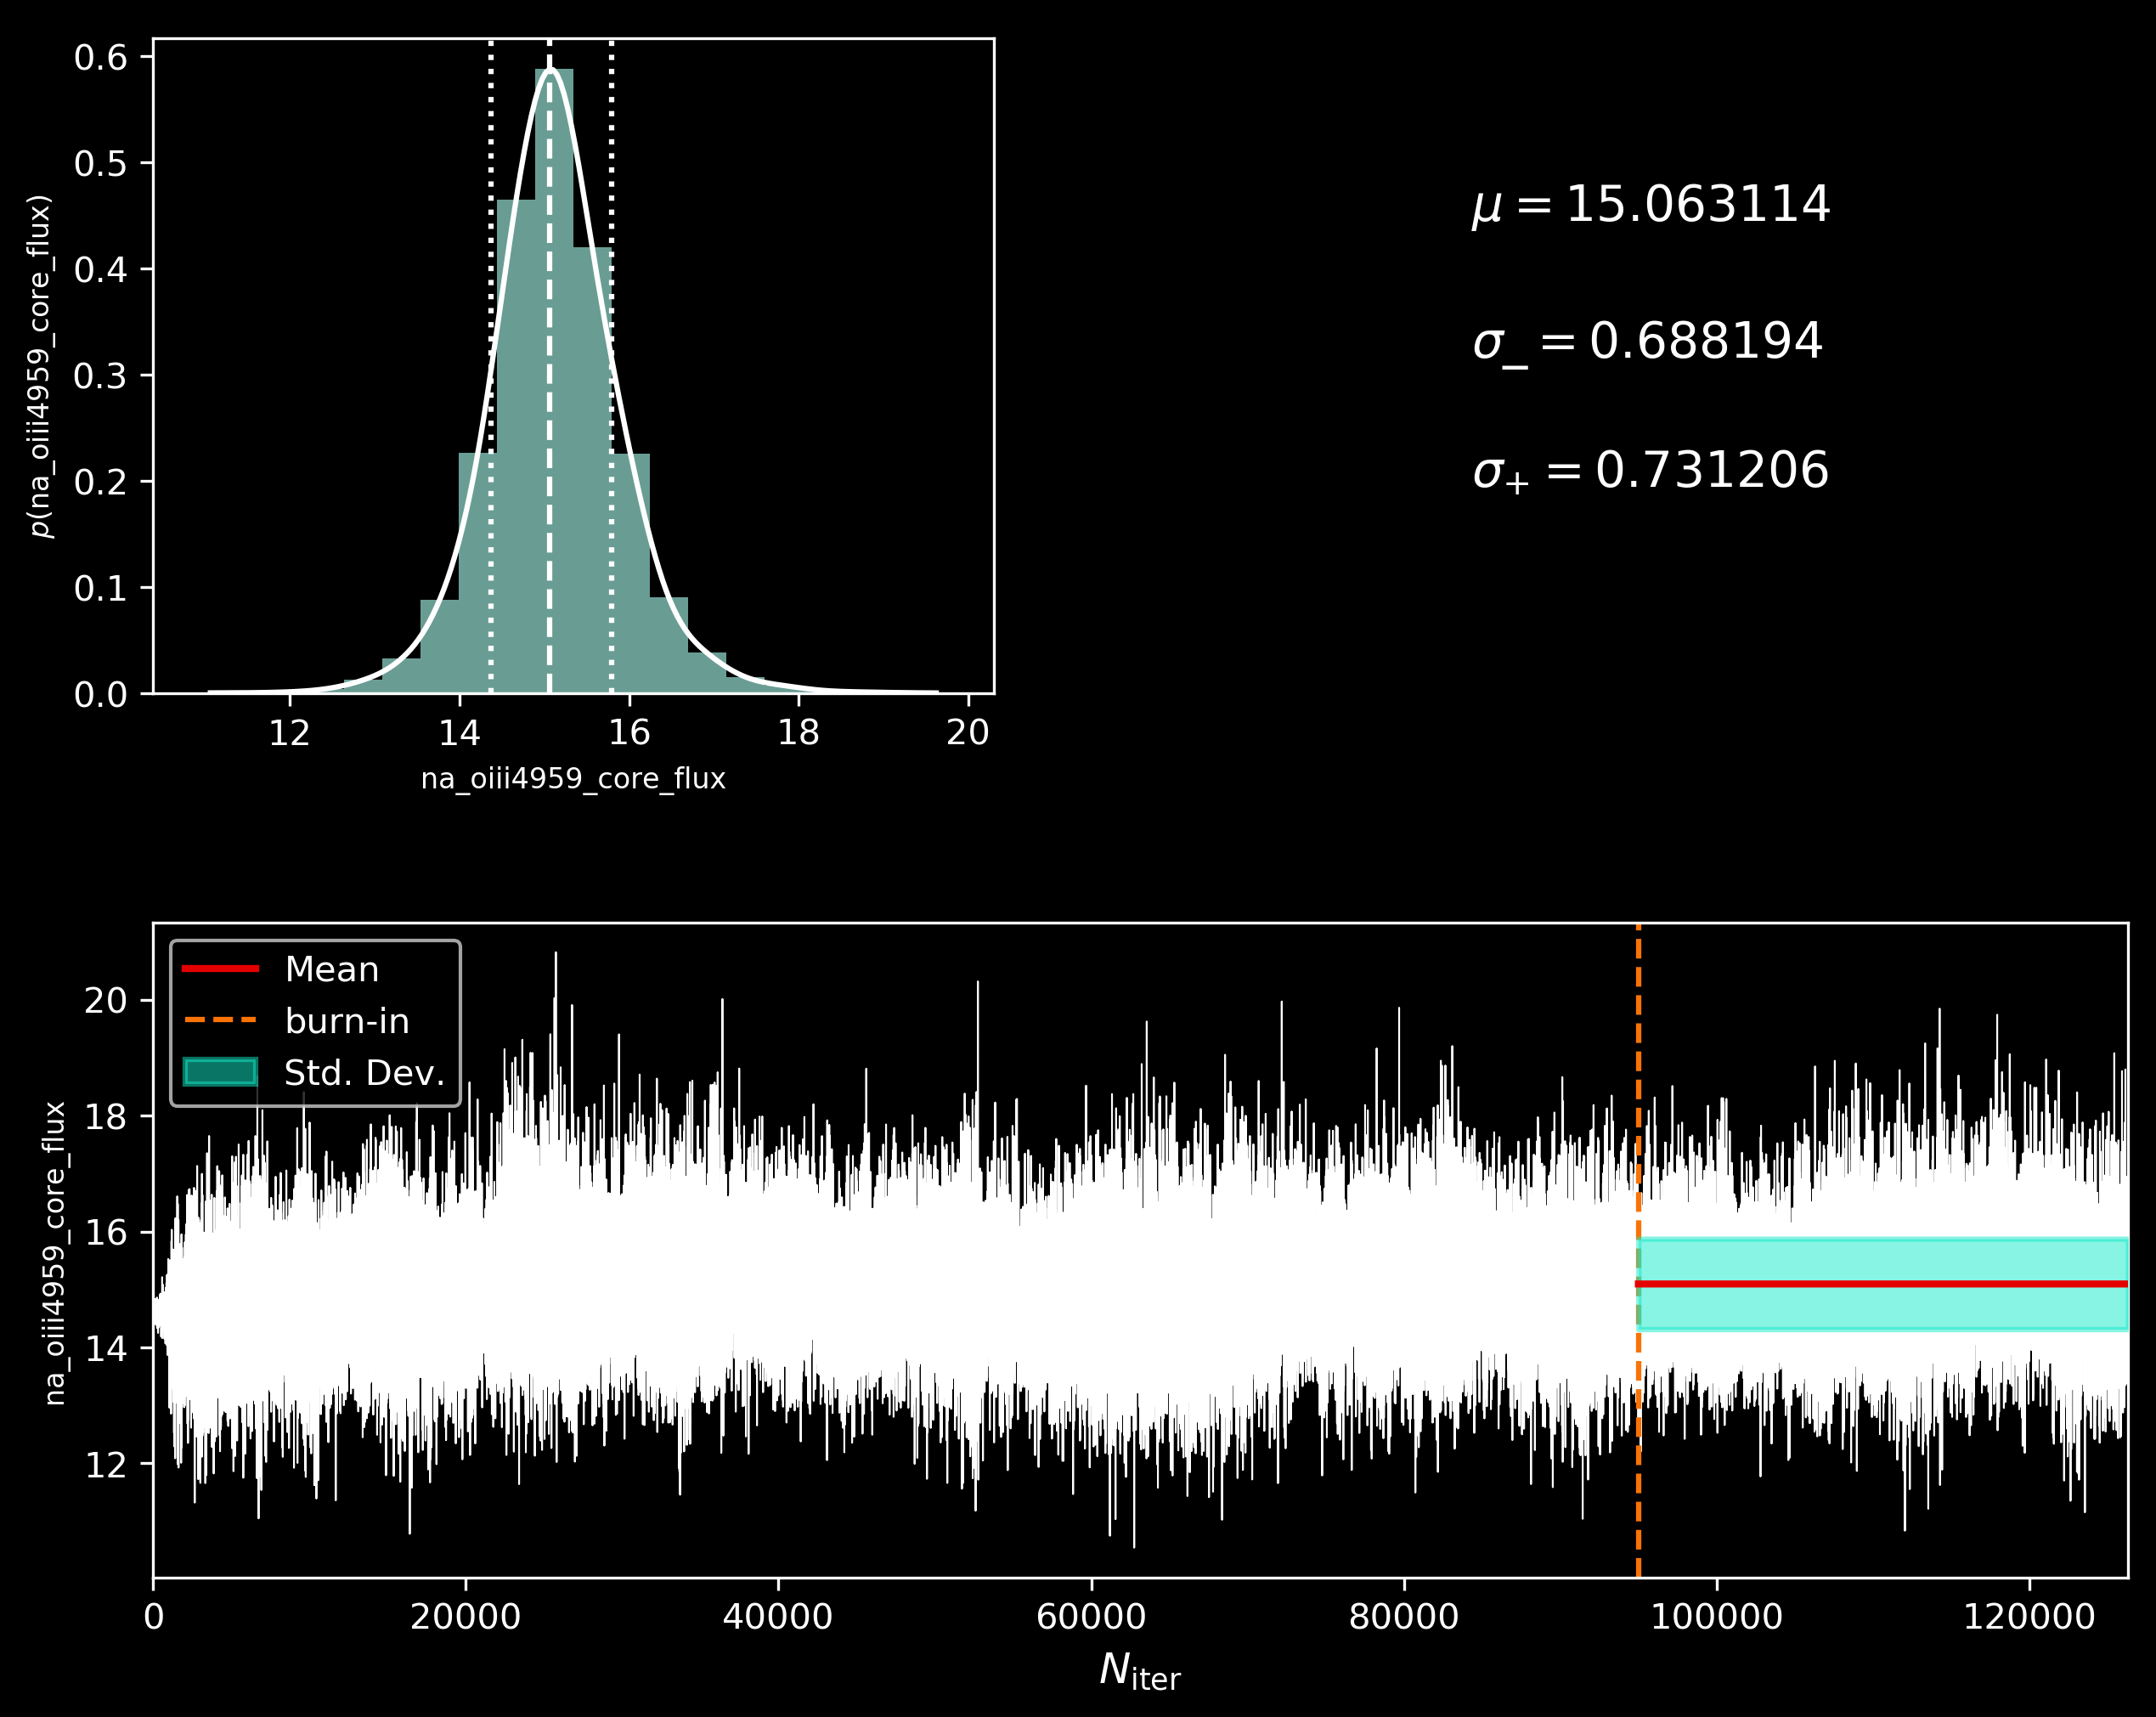 0.6
0.5
0.4
0.3
0.2
0.1
0.0
p(na_oiii4959_core_flux)
12 14 16 18 20
na_oiii4959_core_flux
μ = 15.063114
σ_ = 0.688194
σ+ = 0.731206
Mean
burn-in
Std. Dev.
20
18
16
14
12
na_oiii4959_core_flux
0 20000 40000 60000 80000 100000 120000
Niter